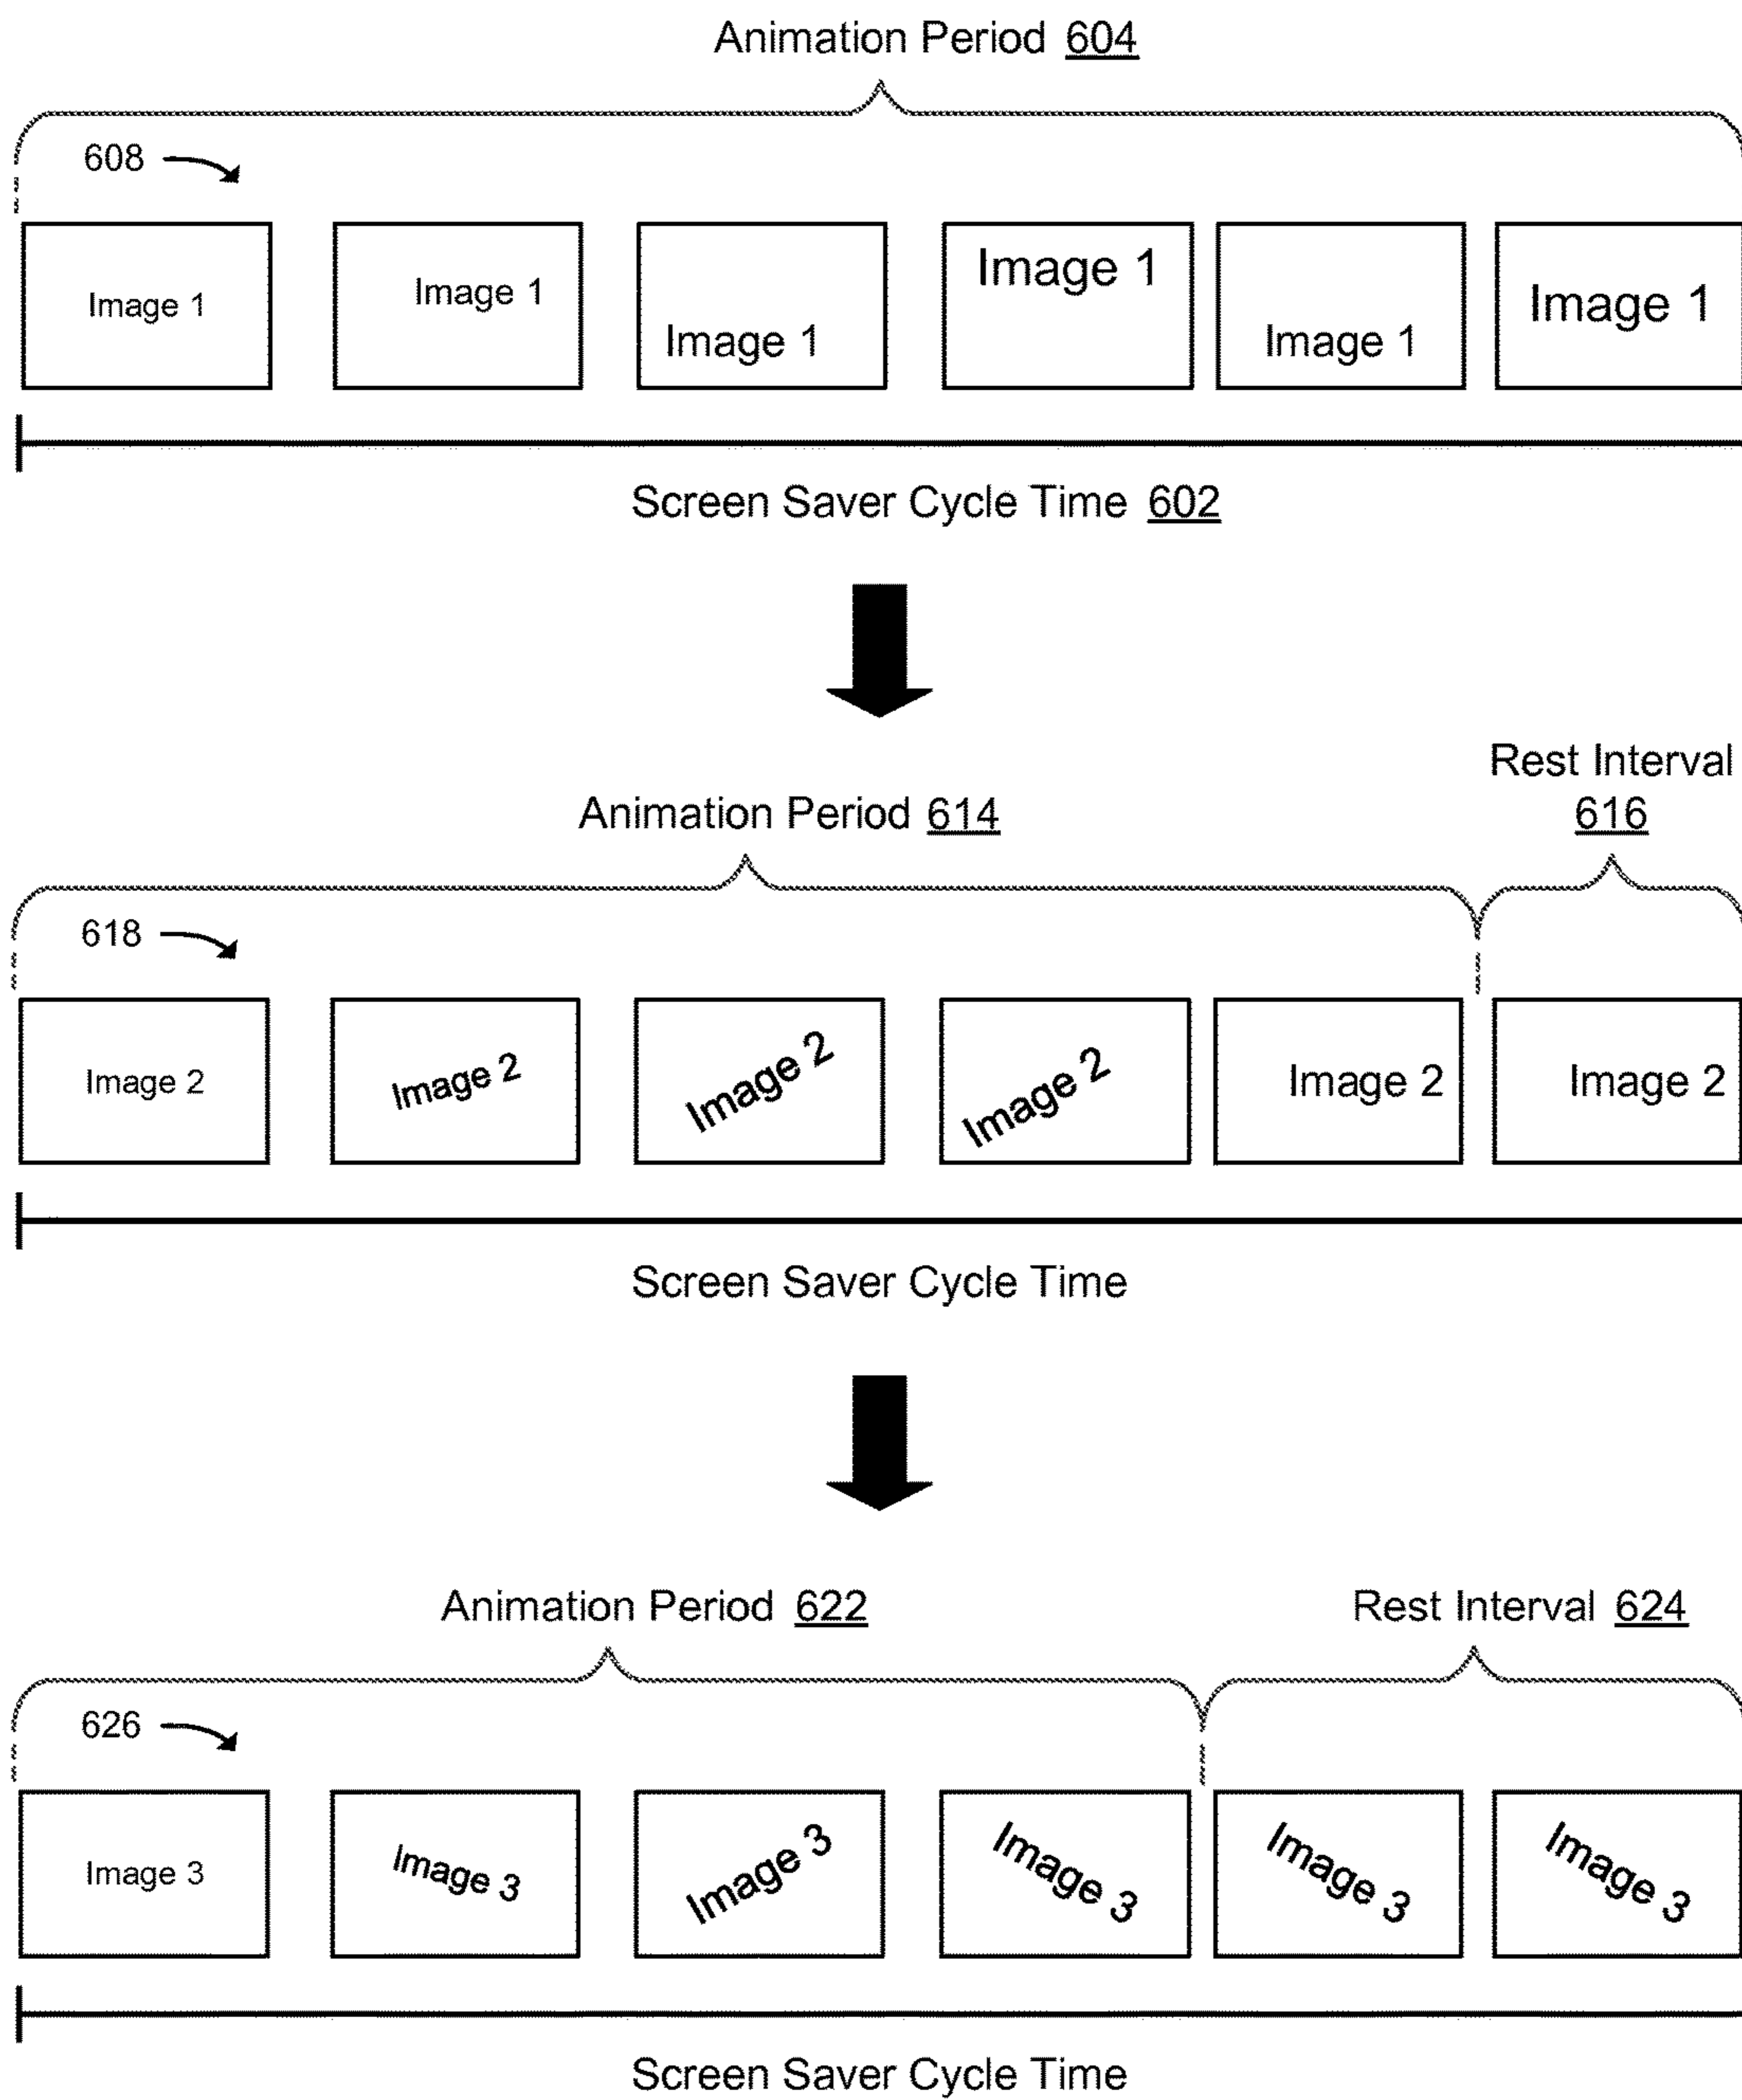 Animation Period 604
608
Image 1
Image 1
Image 1
Image 1
Image 1
Image 1
Screen Saver Cycle Time 602
Rest Interval
616
Animation Period 614
618
Image 2
Image 2
Image 2
Image 2
Image 2
Image 2
Screen Saver Cycle Time
Animation Period 622
Rest Interval 624
626
Image 3
Image 3
Image 3
Image 3
Image 3
Image 3
Screen Saver Cycle Time